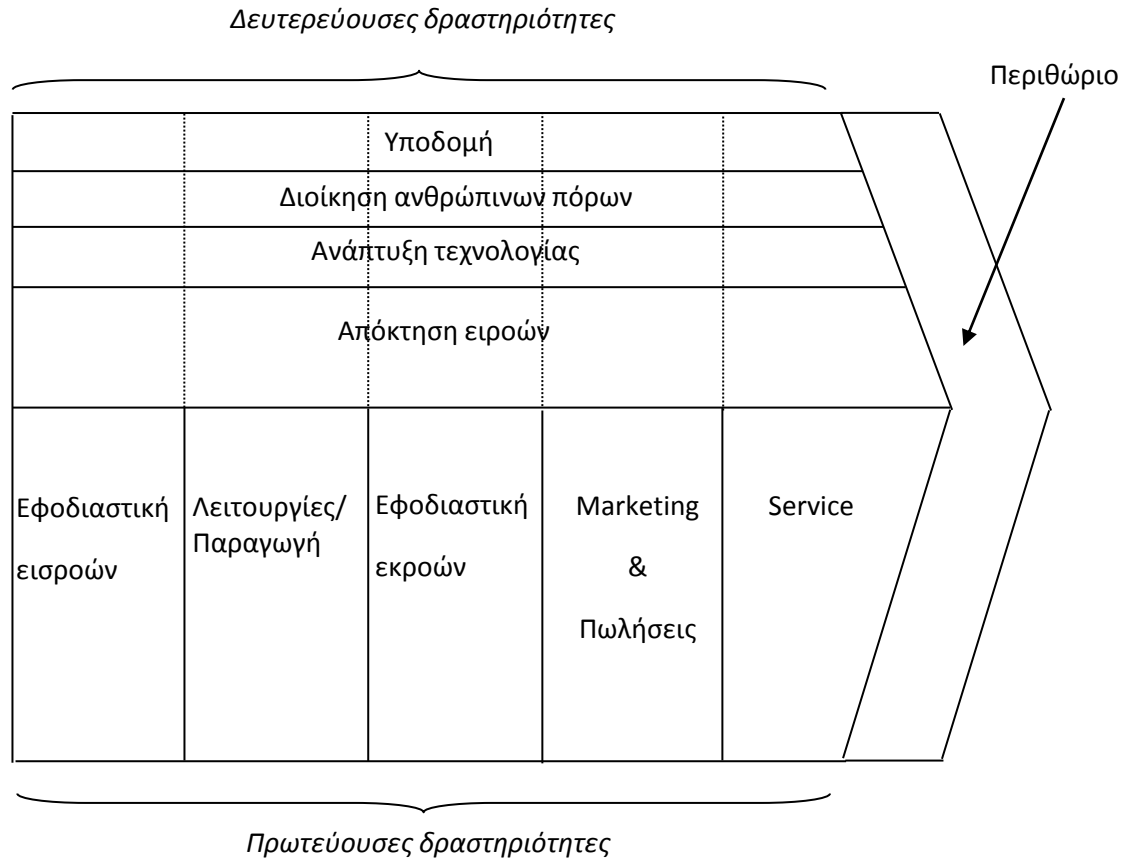 Δευτερεύουσες δραστηριότητες
Περιθώριο
Υποδομή
Διοίκηση ανθρώπινων πόρων
Ανάπτυξη τεχνολογίας
Απόκτηση ειροών
Εφοδιαστική
εισροών
Λειτουργίες/
Παραγωγή
Εφοδιαστική
εκροών
Marketing
&
Πωλήσεις
Service
Πρωτεύουσες δραστηριότητες